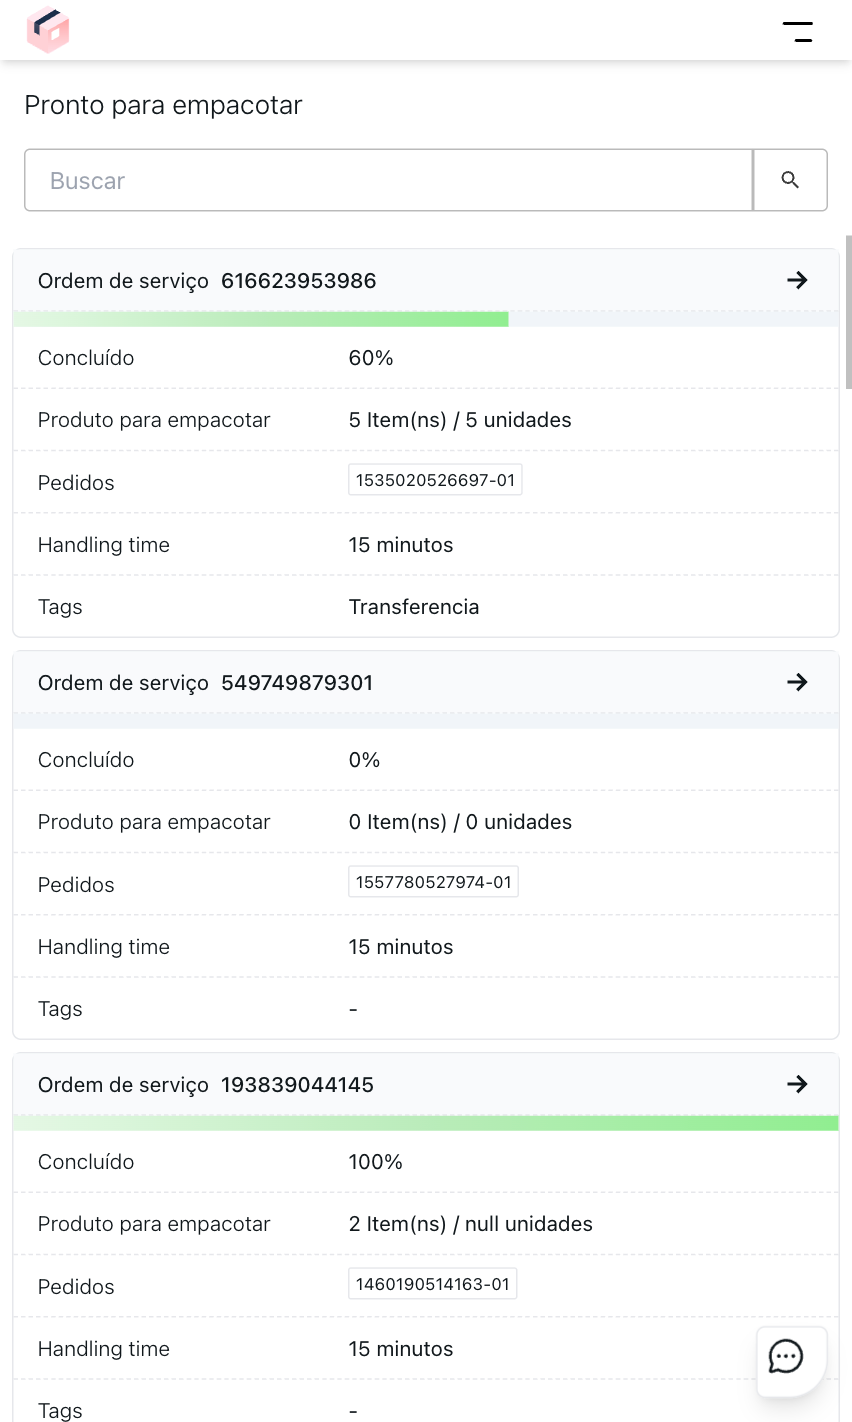 Pronto para empacotar
Buscar
Ordem de serviço 616623953986
Concluído 60%
Produto para empacotar 5 Item(ns) / 5 unidades
Pedidos 1535020526697-01
Handling time 15 minutos
Tags Transferencia
Ordem de serviço 549749879301
Concluído 0%
Produto para empacotar 0 Item(ns) / 0 unidades
Pedidos 1557780527974-01
Handling time 15 minutos
Tags -
Ordem de serviço 193839044145
Concluído 100%
Produto para empacotar 2 Item(ns) / null unidades
Pedidos 1460190514163-01
Handling time 15 minutos
Tags -